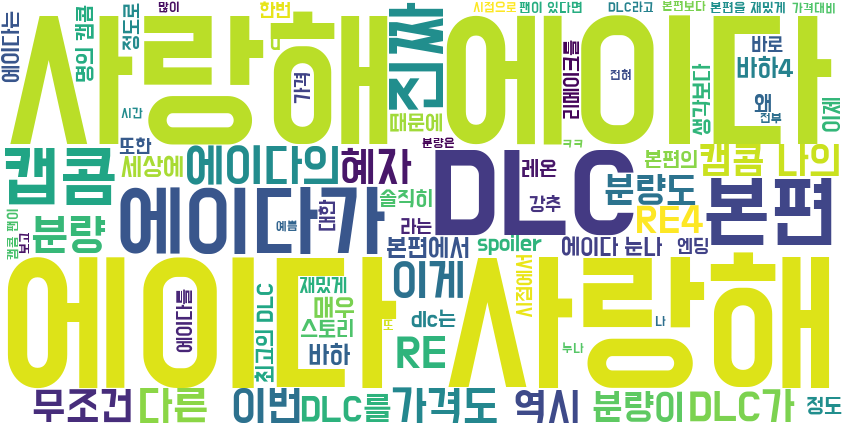 많이
한번
시점으로
팬이 있다면
DLC라고
본편보다
본편을 재밌게
가격대비
에이다는
명의 캡콤
정도로
사랑해
가격
진짜
에이다
리메이크를
전혀
바로
바하4
생각보다
왜
전부
이제
시간
때문에
또한
분량은
ㅋㅋ
캡콤
세상에
에이다의
혜자
DLC
레온
본편의
캡콤 나의
솔직히
강추
분량도
본편
에이다가
예쁨
대한
라는
RE4
캡콤 팬이
보고
분량
본편에서
spoiler
에이다 눈나
엔딩
에이다
사랑해
이게
시점에서
재밌게
매우
스토리
dlc는
또
나
에이다를
최고의 DLC
바하
RE
누나
무조건
다른
이번
DLC를
가격도
역시
분량이
DLC가
정도